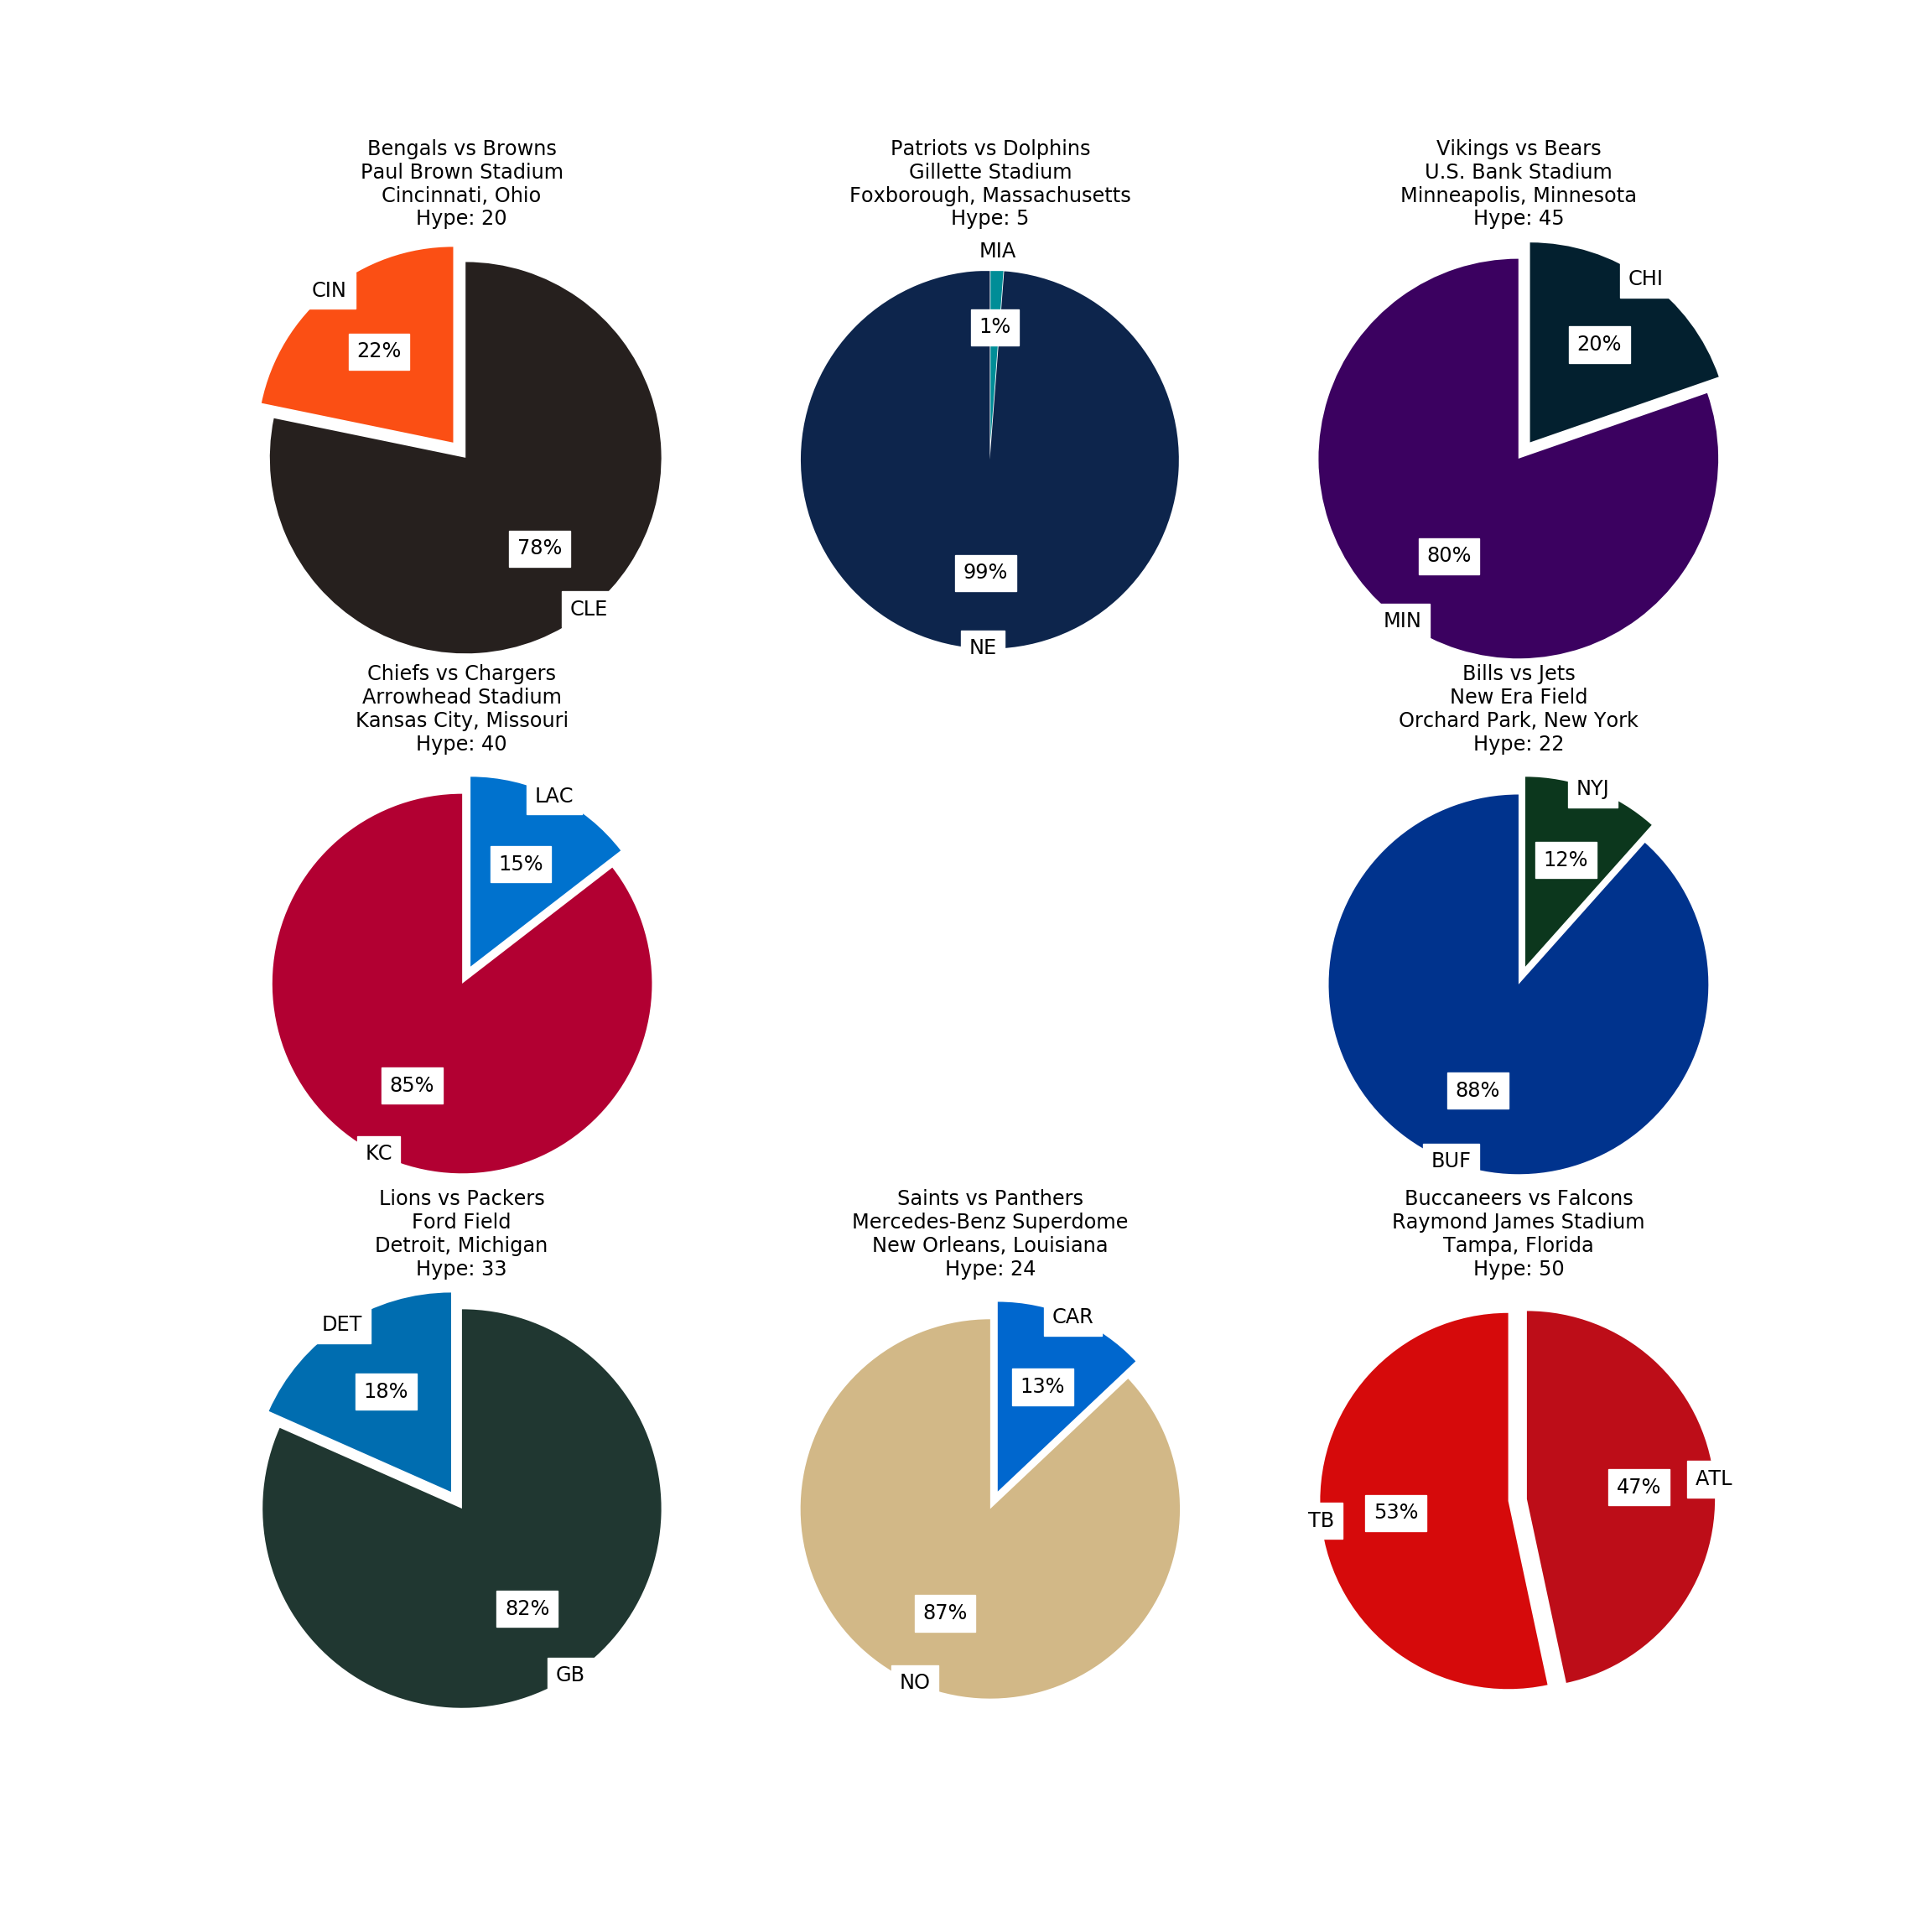 Bengals vs Browns
Paul Brown Stadium
Cincinnati, Ohio
Hype: 20
CIN
22%
78%
CLE
Patriots vs Dolphins
Gillette Stadium
Foxborough, Massachusetts
Hype: 5
MIA
1%
99%
NE
Vikings vs Bears
U.S. Bank Stadium
Minneapolis, Minnesota
Hype: 45
CHI
20%
80%
MIN
Chiefs vs Chargers
Arrowhead Stadium
Kansas City, Missouri
Hype: 40
LAC
15%
85%
KC
Bills vs Jets
New Era Field
Orchard Park, New York
Hype: 22
NYJ
12%
88%
BUF
Lions vs Packers
Ford Field
Detroit, Michigan
Hype: 33
DET
18%
82%
GB
Saints vs Panthers
Mercedes-Benz Superdome
New Orleans, Louisiana
Hype: 24
CAR
13%
87%
NO
Buccaneers vs Falcons
Raymond James Stadium
Tampa, Florida
Hype: 50
ATL
47%
53%
TB